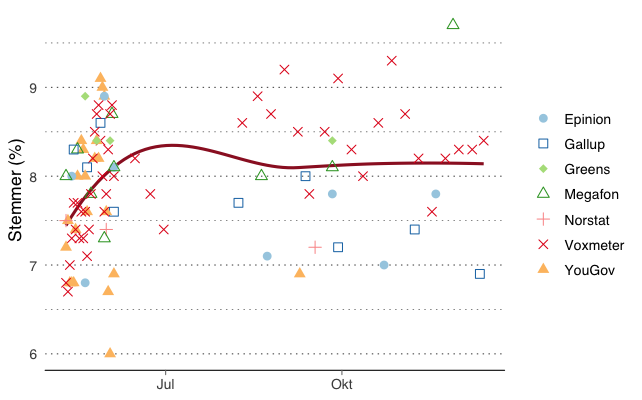 Stemmer (%)
9
8
7
6
Jul
Okt
Epinion
Gallup
Greens
Megafon
Norstat
Voxmeter
YouGov